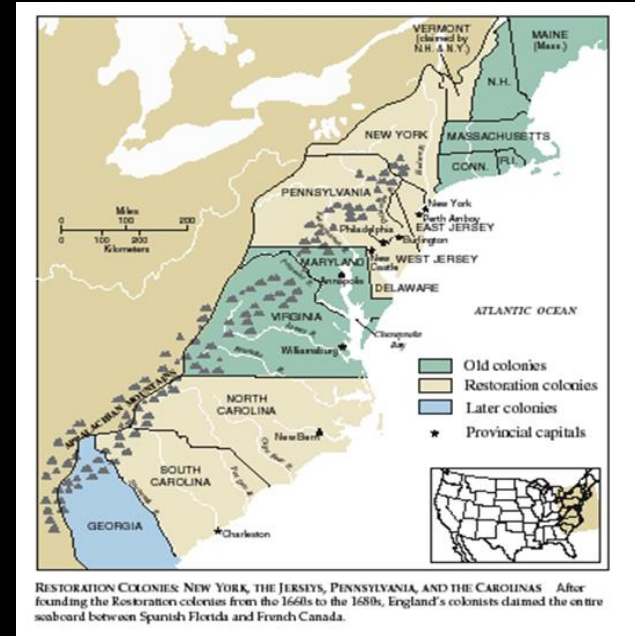 VERMONT
(claimed by
N.H. & N.Y.)
MAINE
(Mass.)
N.H.
NEW YORK
MASSACHUSETTS
CONN.
R.I.
Hudson R.
Miles
0 100 200
0 100 200
Kilometers
PENNSYLVANIA
New York
Perth Amboy
EAST JERSEY
Philadelphia
Burlington
New Castle
WEST JERSEY
MARYLAND
Annapolis
DELAWARE
ATLANTIC OCEAN
VIRGINIA
James R.
Chesapeake
Bay
Williamsburg
APPALACHIAN MOUNTAINS
Old colonies
Restoration colonies
Later colonies
Provincial capitals
NORTH
CAROLINA
New Bern
SOUTH
CAROLINA
GEORGIA
Charleston
RESTORATION COLONIES: NEW YORK, THE JERSEYS, PENNSYLVANIA, AND THE CAROLINAS After
founding the Restoration colonies from the 1660s to the 1680s, England's colonists claimed the entire
seaboard between Spanish Florida and French Canada.